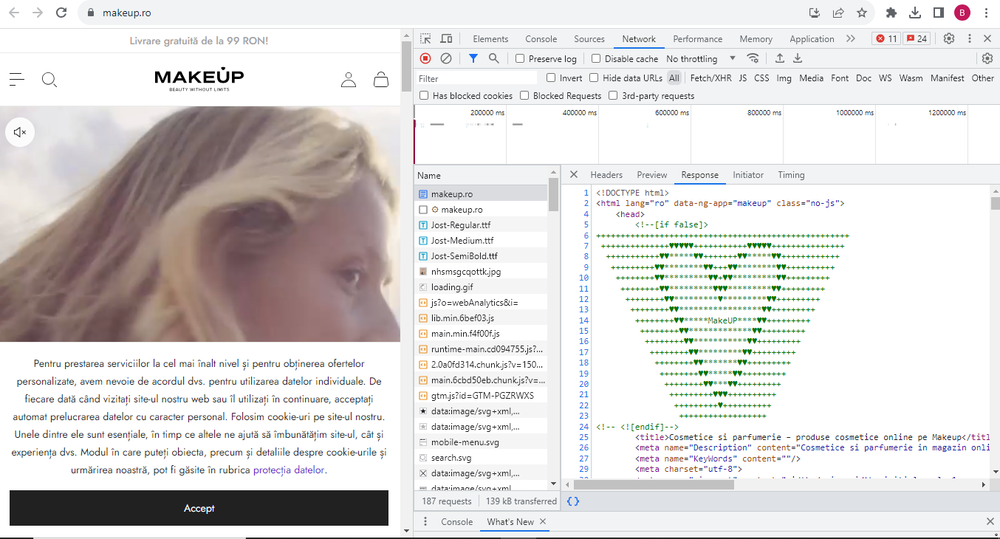 makeup.ro
B
Livrare gratuită de la 99 RON!
MAKEUP
BEAUTY WITHOUT LIMITS
Pentru prestarea serviciilor la cel mai înalt nivel și pentru obținerea ofertelor
personalizate, avem nevoie de acordul dvs. pentru utilizarea datelor individuale. De
fiecare dată când vizitați site-ul nostru web sau îl utilizați în continuare, acceptați
automat prelucrarea datelor cu caracter personal. Folosim cookie-uri pe site-ul nostru.
Unele dintre ele sunt esențiale, în timp ce altele ne ajută să îmbunătățim site-ul, cât și
experiența dvs. Modul în care puteți obiecta, precum și detaliile despre cookie-urile și
urmărirea noastră, pot fi găsite în rubrica protecția datelor.
Accept
Elements Console Sources Network Performance Memory Application 11 24
Preserve log Disable cache No throttling
Filter Invert Hide data URLs All Fetch/XHR JS CSS Img Media Font Doc WS Wasm Manifest Other
Has blocked cookies Blocked Requests 3rd-party requests
200000 ms 400000 ms 600000 ms 800000 ms 1000000 ms 1200000 ms
Name
makeup.ro
makeup.ro
Jost-Regular.ttf
Jost-Medium.ttf
Jost-SemiBold.ttf
nhsmsgcqottk.jpg
loading.gif
js?o=webAnalytics&i=
lib.min.6bef03.js
main.min.f4f00f.js
runtime-main.cd094755.js?...
2.0a0fd314.chunk.js?v=150...
main.6cbd50eb.chunk.js?v=...
gtm.js?id=GTM-PGZRWXS
data:image/svg+xml,...
data:image/svg+xml,...
mobile-menu.svg
search.svg
data:image/svg+xml,...
data:image/svg+xml,...
187 requests 139 kB transferred
Headers Preview Response Initiator Timing
1 <!DOCTYPE html>
2 <html lang="ro" data-ng-app="makeup" class="no-js">
4 <head>
5 <!--[if false]>
6
7
8
9
10
11
12
13
14 MakeUP
15
16
17
18
19
20
21
22
23
24 <!-- <![endif]-->
25 <title>Cosmetice si parfumerie – produse cosmetice online pe Makeup</titl
26 <meta name="Description" content="Cosmetice si parfumerie in magazin onli
27 <meta name="KeyWords" content=""/>
29 <meta charset="utf-8">
{}
Console What's New